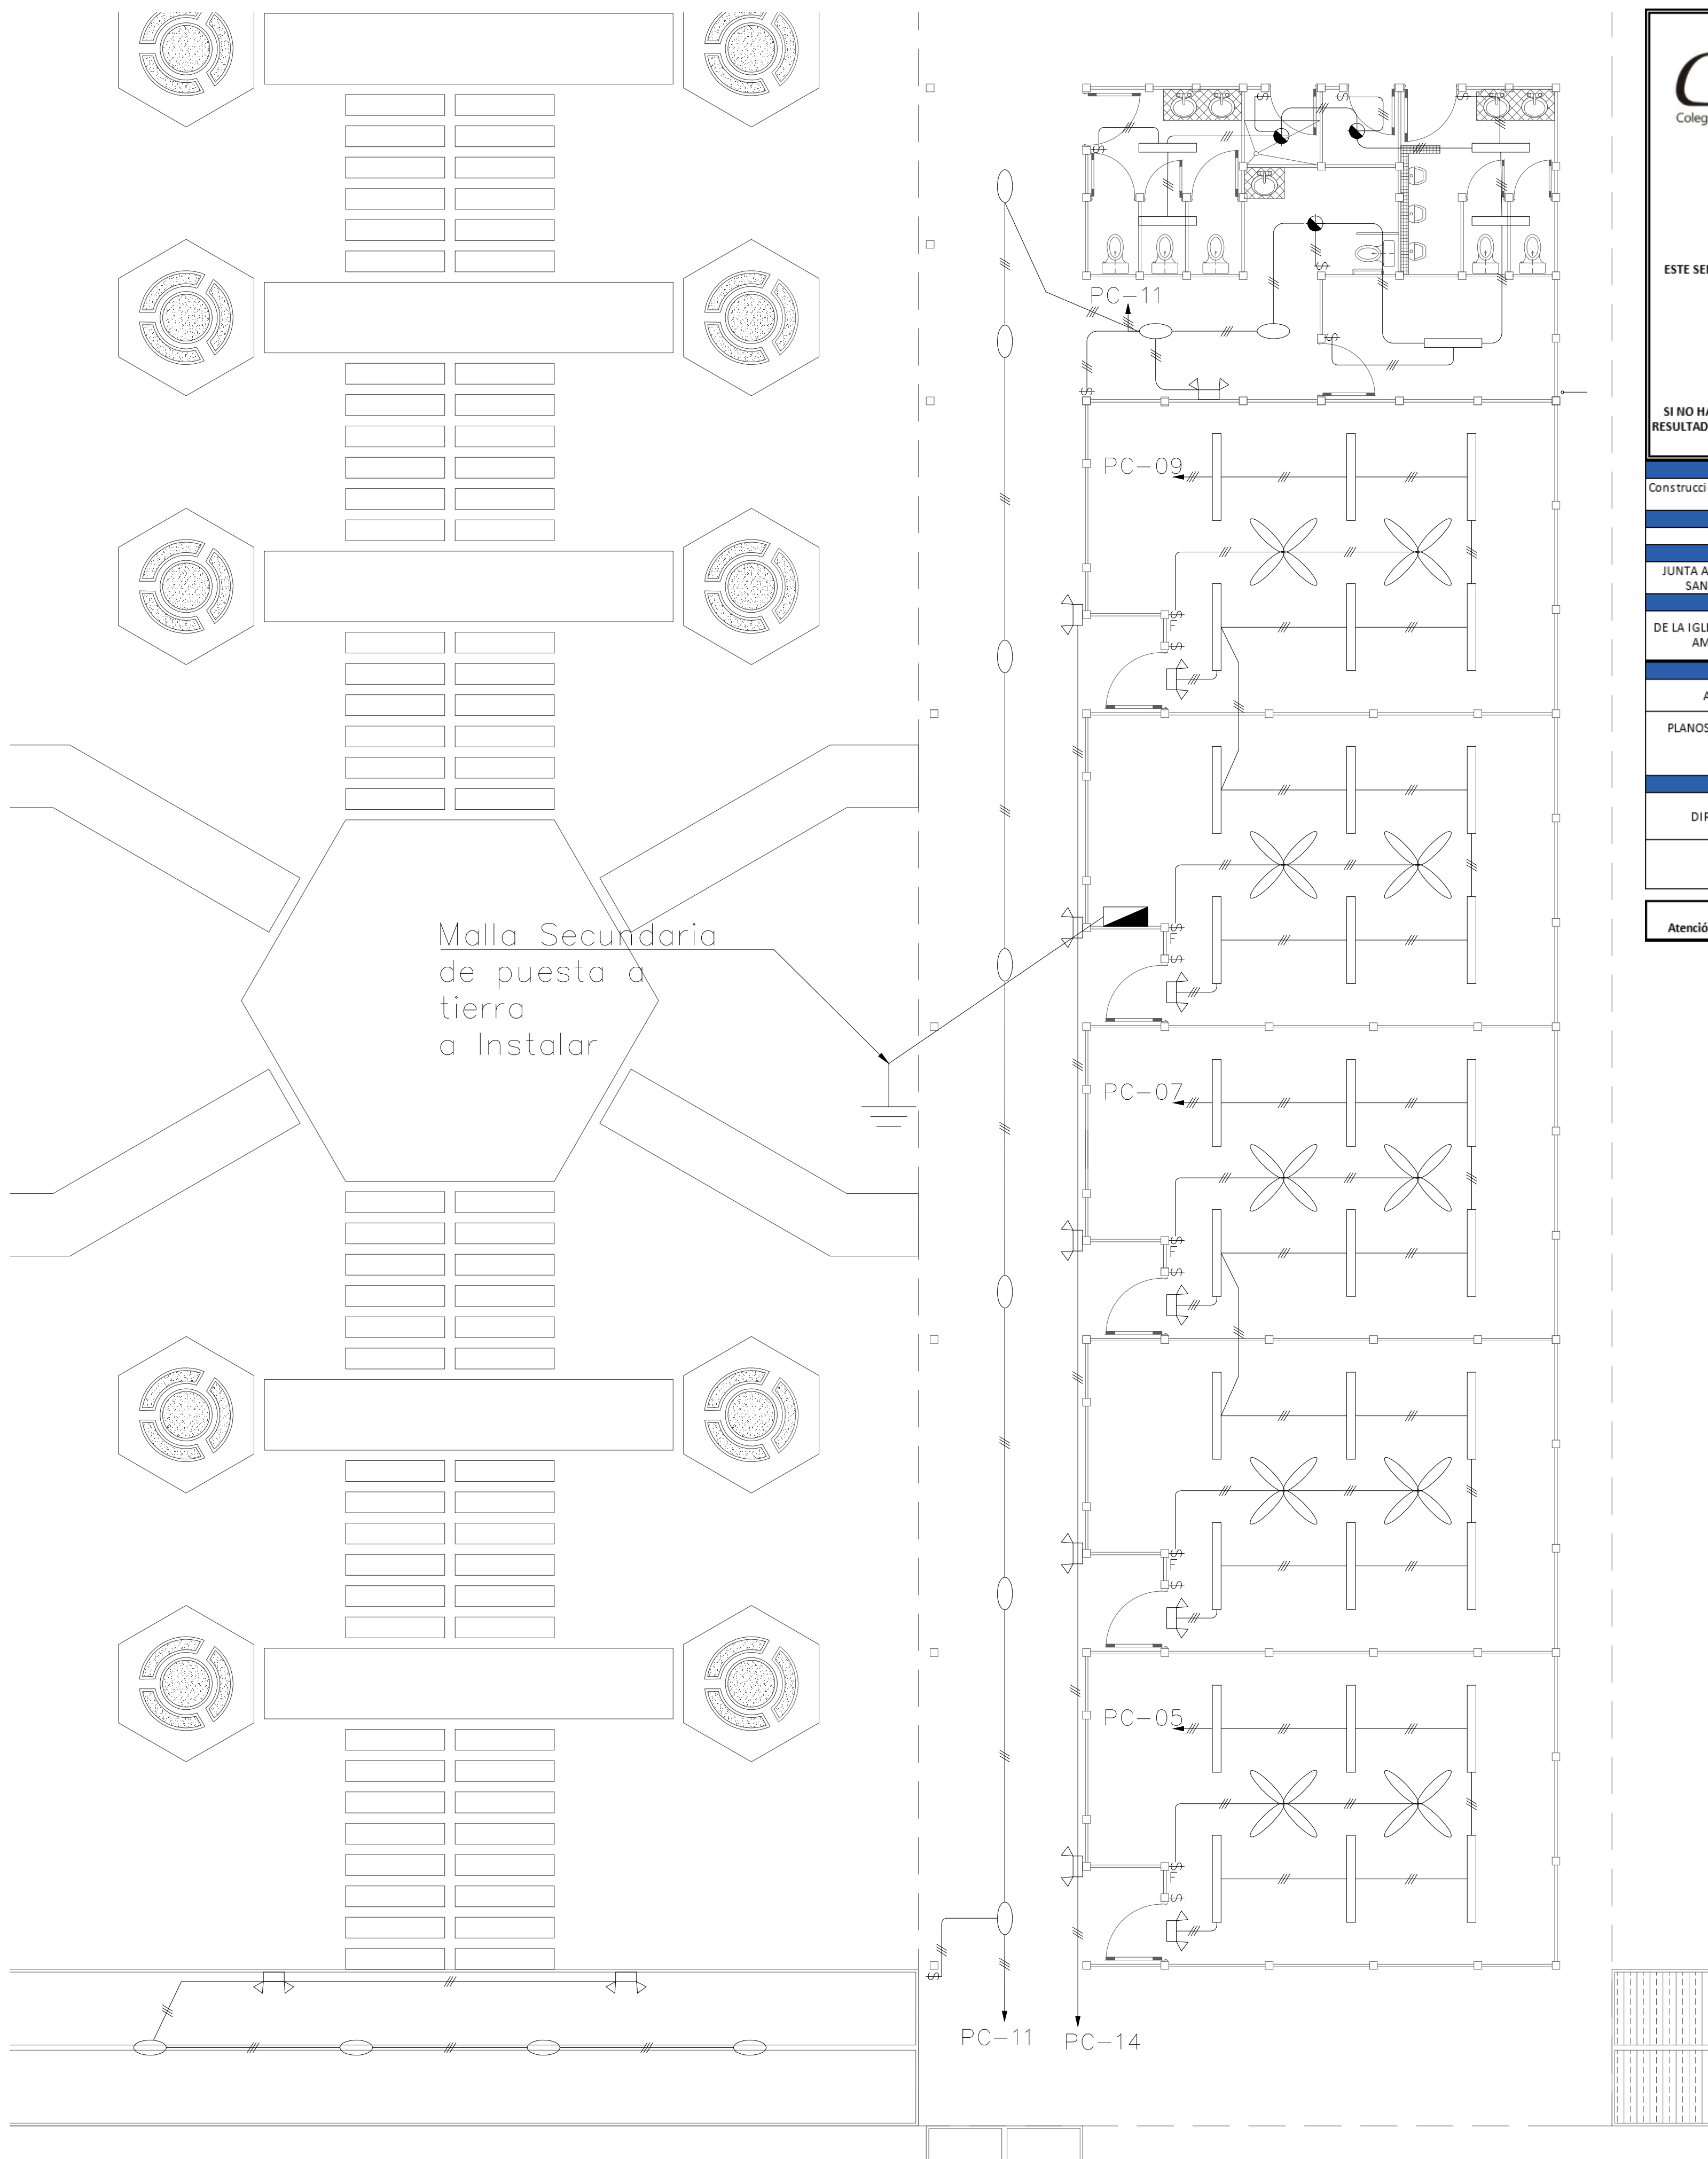 PC-11
PC-09
Malla Secundaria
de puesta a
tierra
a Instalar
PC-07
PC-05
PC-11
PC-14
S
S
S
S
S
S
S
S
F
S
S
F
S
S
F
S
S
F
S
S
F
S
S
Coleg
ESTE SE
SI NO HA
RESULTAD
Construcci
JUNTA A
SAN
DE LA IGL
AM
A
PLANOS
DIR
Atenció